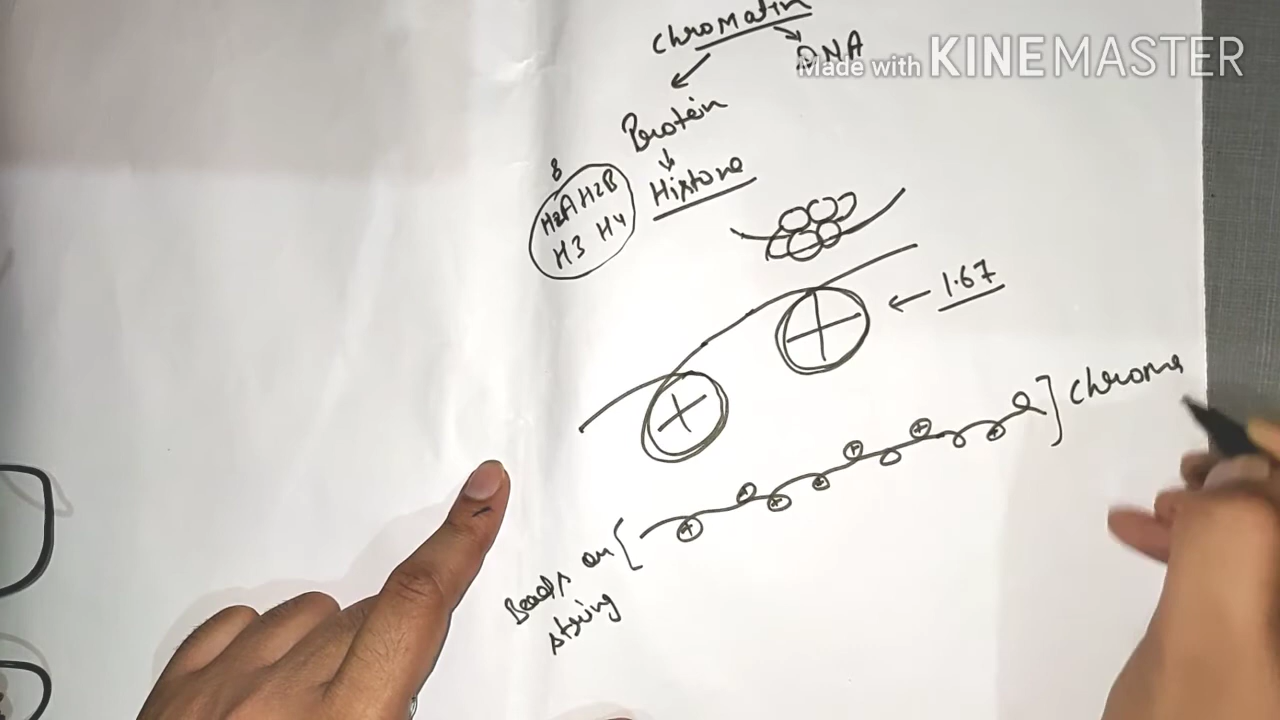 Chromatin
DNA
Made with KINEMASTER
Protein
Histone
8
H2A H2B
H3 H4
1.67
Chroma
Beads on
string